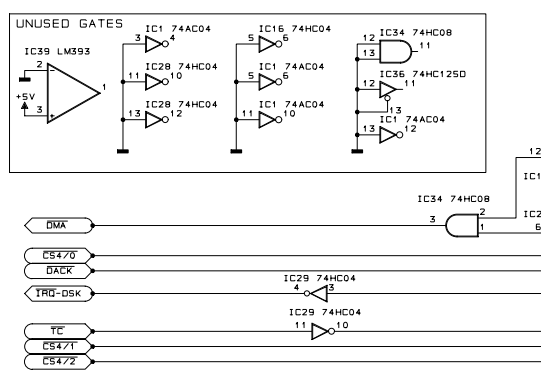 UNUSED GATES
IC1 74AC04
IC16 74HC04
IC34 74HC08
IC39 LM393
3 4
5 6
12
13
11
2
IC28 74HC04
IC1 74AC04
IC36 74HC125D
+5V
1
11 10
5 6
12 11
3
IC28 74HC04
IC1 74AC04
13
IC1 74AC04
13 12
11 10
13 12
12
IC1
IC34 74HC08
3
2
1
IC2
6
DMA
CS4/0
DACK
IC29 74HC04
IRQ-DSK
4 3
IC29 74HC04
TC
11 10
CS4/1
CS4/2